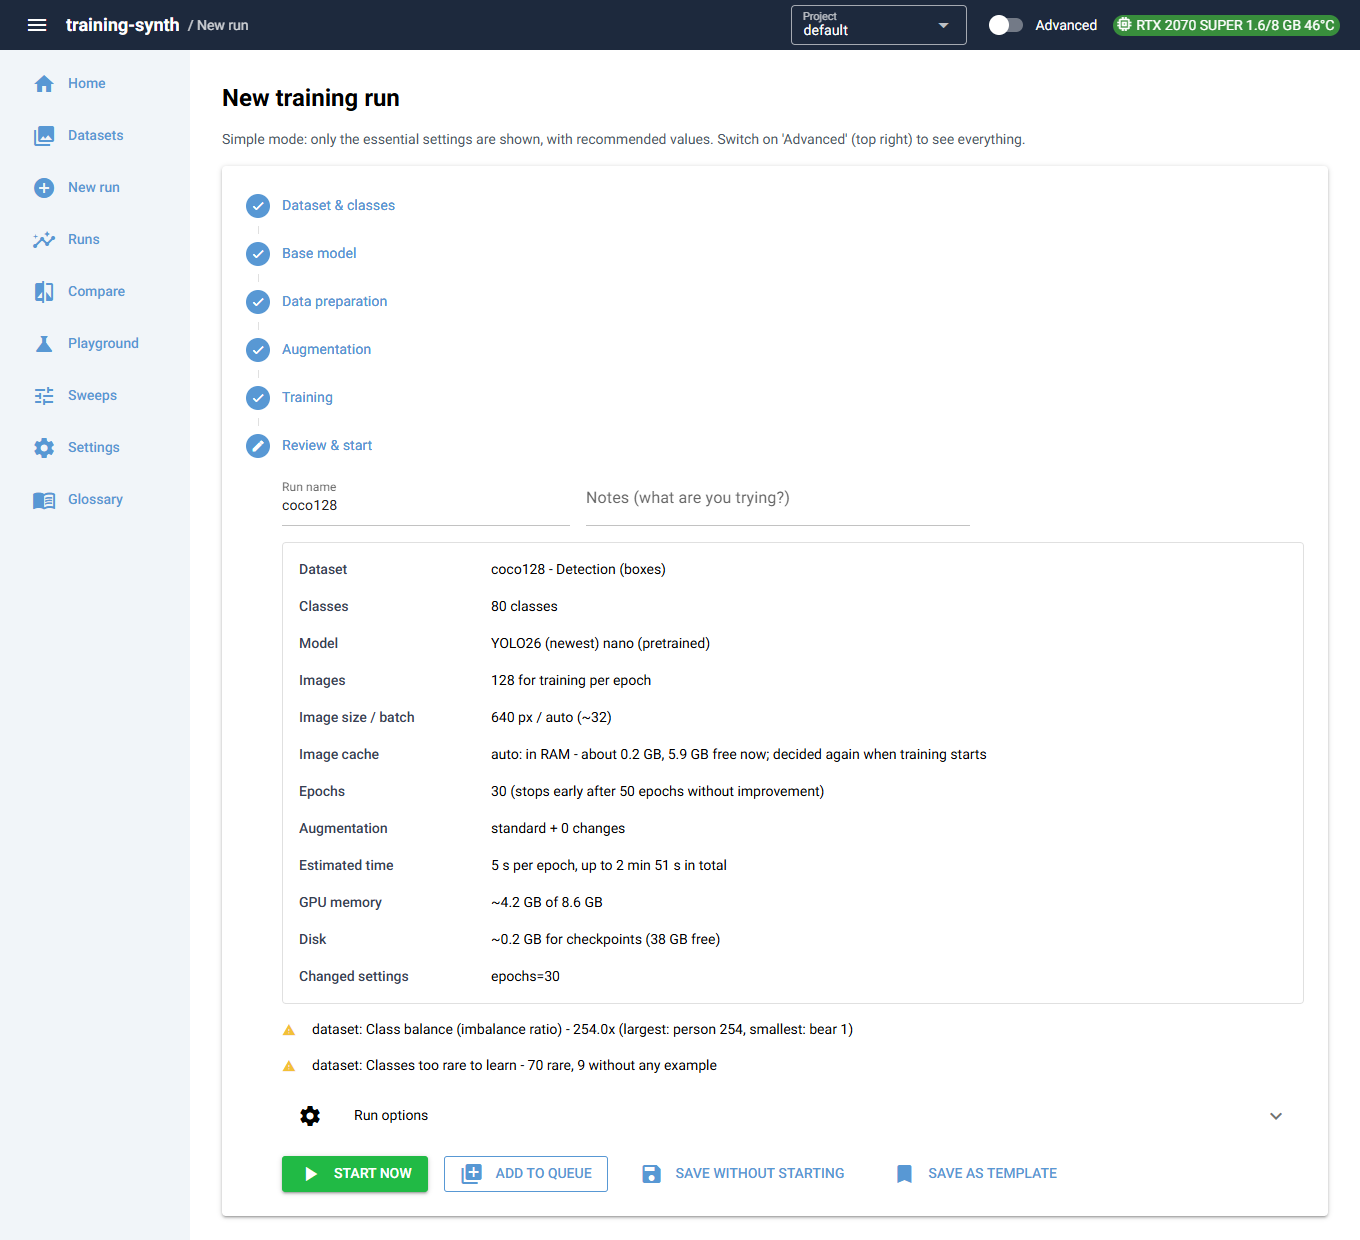 training-synth / New run
Project
default
Advanced
RTX 2070 SUPER 1.6/8 GB 46°C
Home
Datasets
New run
Runs
Compare
Playground
Sweeps
Settings
Glossary
New training run
Simple mode: only the essential settings are shown, with recommended values. Switch on 'Advanced' (top right) to see everything.
Dataset & classes
Base model
Data preparation
Augmentation
Training
Review & start
Run name
coco128
Notes (what are you trying?)
Dataset coco128 - Detection (boxes)
Classes 80 classes
Model YOLO26 (newest) nano (pretrained)
Images 128 for training per epoch
Image size / batch 640 px / auto (~32)
Image cache auto: in RAM - about 0.2 GB, 5.9 GB free now; decided again when training starts
Epochs 30 (stops early after 50 epochs without improvement)
Augmentation standard + 0 changes
Estimated time 5 s per epoch, up to 2 min 51 s in total
GPU memory ~4.2 GB of 8.6 GB
Disk ~0.2 GB for checkpoints (38 GB free)
Changed settings epochs=30
dataset: Class balance (imbalance ratio) - 254.0x (largest: person 254, smallest: bear 1)
dataset: Classes too rare to learn - 70 rare, 9 without any example
Run options
START NOW
ADD TO QUEUE
SAVE WITHOUT STARTING
SAVE AS TEMPLATE